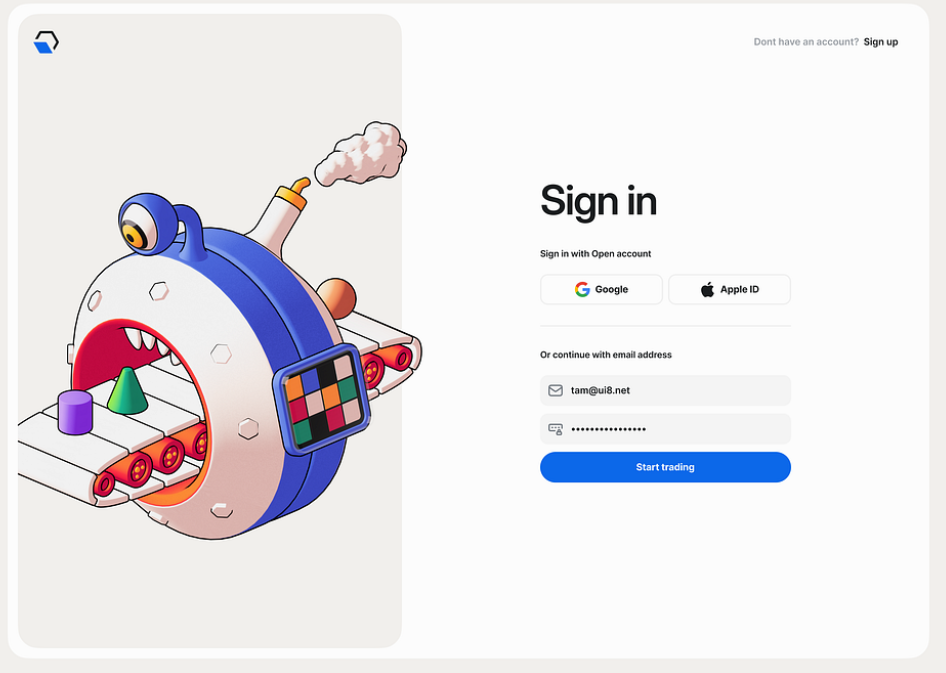 Dont have an account? Sign up
Sign in
Sign in with Open account
Google
Apple ID
Or continue with email address
tam@ui8.net
•••••••••••••••••
Start trading